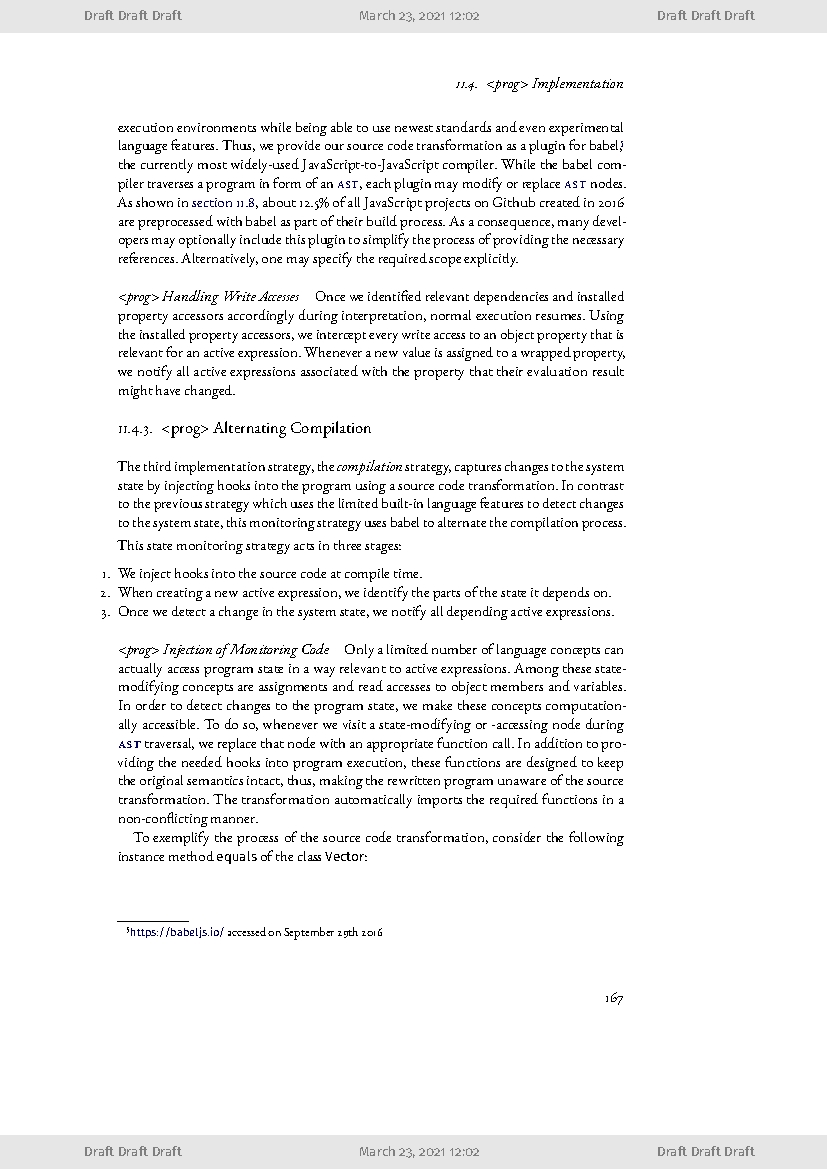 Draft Draft Draft March 23, 2021 12:02 Draft Draft Draft
11.4. <prog> Implementation
execution environments while being able to use newest standards and even experimental
language features. Thus, we provide our source code transformation as a plugin for babel,⁵
the currently most widely-used JavaScript-to-JavaScript compiler. While the babel com-
piler traverses a program in form of an AST, each plugin may modify or replace AST nodes.
As shown in section 11.8, about 12.5% of all JavaScript projects on Github created in 2016
are preprocessed with babel as part of their build process. As a consequence, many devel-
opers may optionally include this plugin to simplify the process of providing the necessary
references. Alternatively, one may specify the required scope explicitly.
<prog> Handling Write Accesses Once we identified relevant dependencies and installed
property accessors accordingly during interpretation, normal execution resumes. Using
the installed property accessors, we intercept every write access to an object property that is
relevant for an active expression. Whenever a new value is assigned to a wrapped property,
we notify all active expressions associated with the property that their evaluation result
might have changed.
11.4.3. <prog> Alternating Compilation
The third implementation strategy, the compilation strategy, captures changes to the system
state by injecting hooks into the program using a source code transformation. In contrast
to the previous strategy which uses the limited built-in language features to detect changes
to the system state, this monitoring strategy uses babel to alternate the compilation process.
This state monitoring strategy acts in three stages:
1. We inject hooks into the source code at compile time.
2. When creating a new active expression, we identify the parts of the state it depends on.
3. Once we detect a change in the system state, we notify all depending active expressions.
<prog> Injection of Monitoring Code Only a limited number of language concepts can
actually access program state in a way relevant to active expressions. Among these state-
modifying concepts are assignments and read accesses to object members and variables.
In order to detect changes to the program state, we make these concepts computation-
ally accessible. To do so, whenever we visit a state-modifying or -accessing node during
AST traversal, we replace that node with an appropriate function call. In addition to pro-
viding the needed hooks into program execution, these functions are designed to keep
the original semantics intact, thus, making the rewritten program unaware of the source
transformation. The transformation automatically imports the required functions in a
non-conflicting manner.
To exemplify the process of the source code transformation, consider the following
instance method equals of the class Vector:
⁵https://babeljs.io/ accessed on September 29th 2016
167
Draft Draft Draft March 23, 2021 12:02 Draft Draft Draft